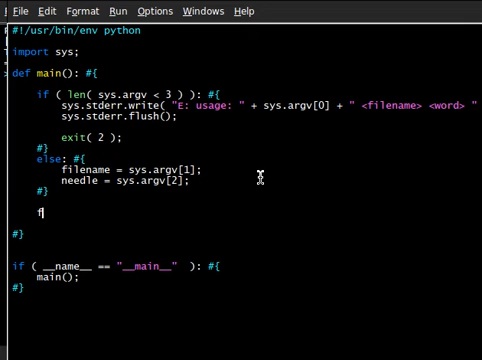 File Edit Format Run Options Windows Help
#!/usr/bin/env python
import sys;
def main(): #{
if ( len( sys.argv < 3 ) ): #{
sys.stderr.write( "E: usage: " + sys.argv[0] + " <filename> <word> "
sys.stderr.flush();
exit( 2 );
#}
else: #{
filename = sys.argv[1];
needle = sys.argv[2];
#}
f
#}
if ( __name__ == "__main__" ): #{
main();
#}